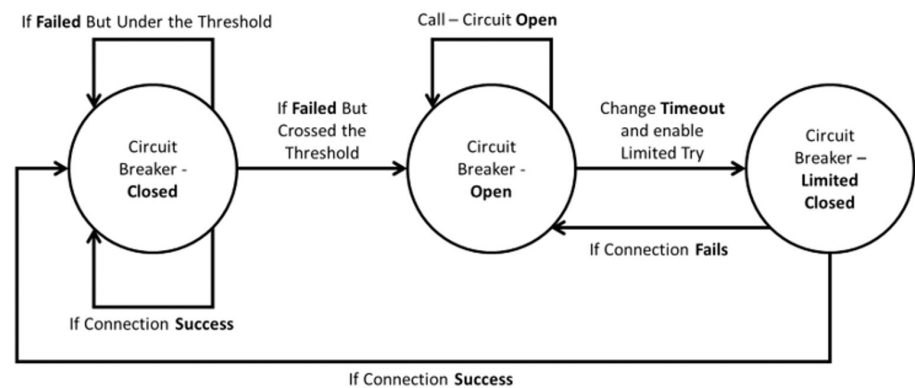 If Failed But Under the Threshold
Call – Circuit Open
Circuit
Breaker -
Closed
If Failed But
Crossed the
Threshold
Circuit
Breaker -
Open
Change Timeout
and enable
Limited Try
Circuit
Breaker –
Limited
Closed
If Connection Fails
If Connection Success
If Connection Success